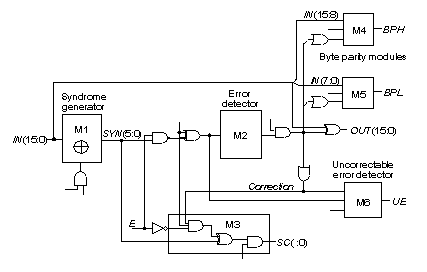 IN(15:8)
M4
BPH
Byte parity modules
IN(7:0)
M5
BPL
Syndrome
generator
Error
detector
M1
SYN(5:0)
M2
IN(15:0)
OUT(15:0)
Uncorrectable
error detector
Correction
M6
UE
E
M3
SC(:0)